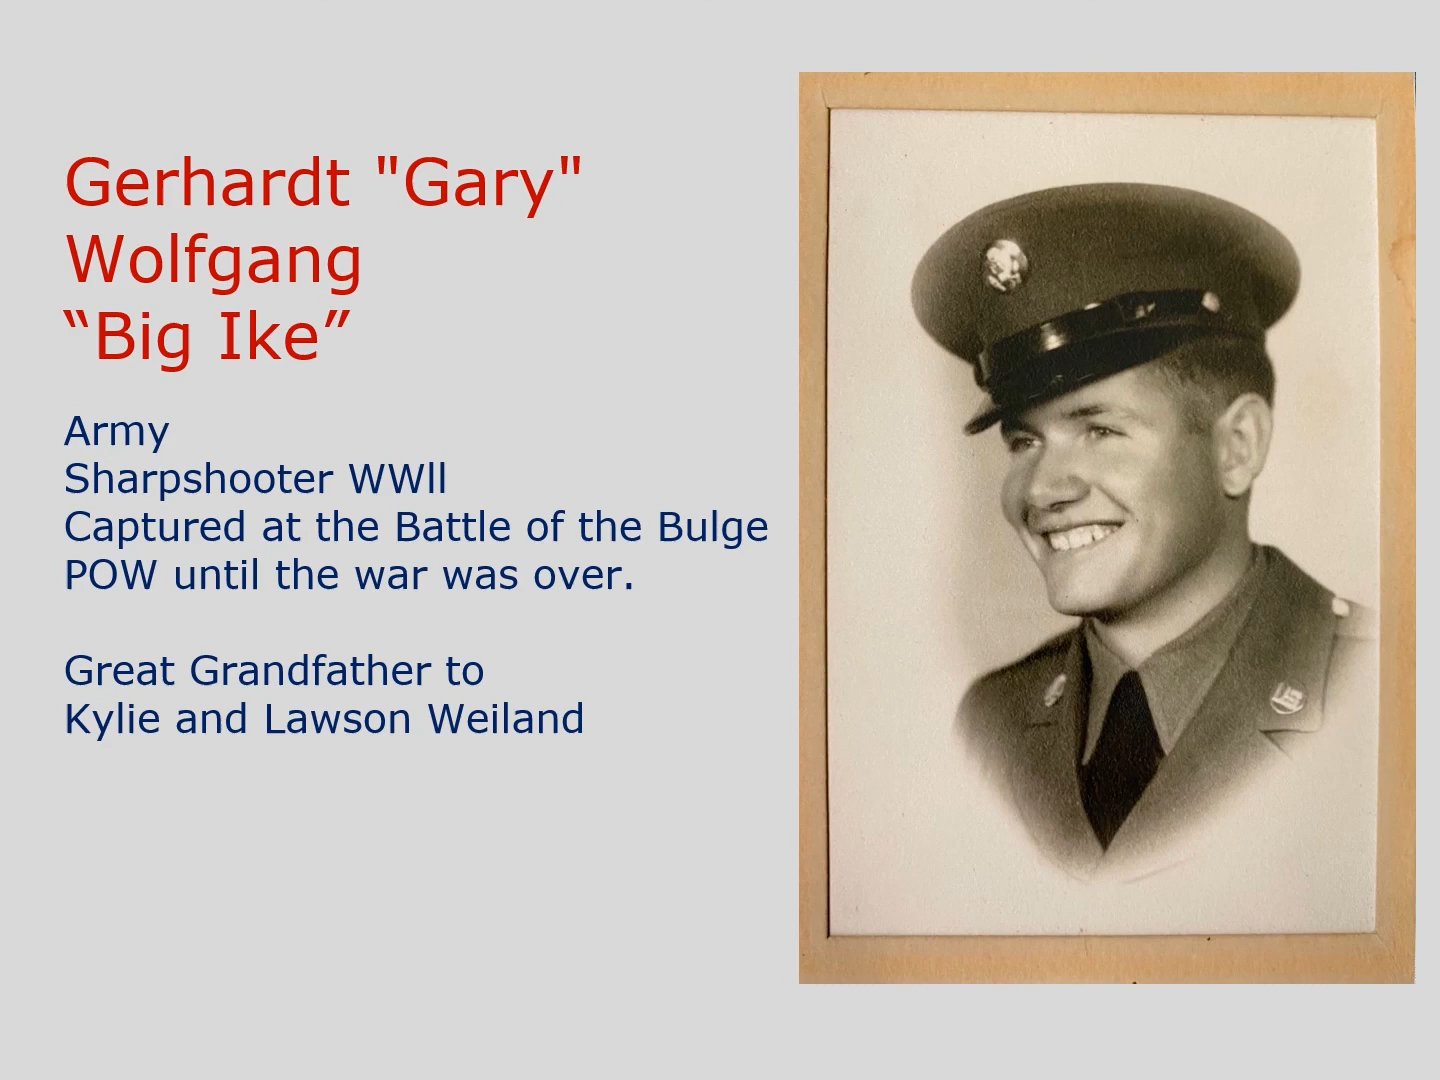 Gerhardt "Gary"
Wolfgang
“Big Ike”
Army
Sharpshooter WWll
Captured at the Battle of the Bulge
POW until the war was over.
Great Grandfather to
Kylie and Lawson Weiland
US